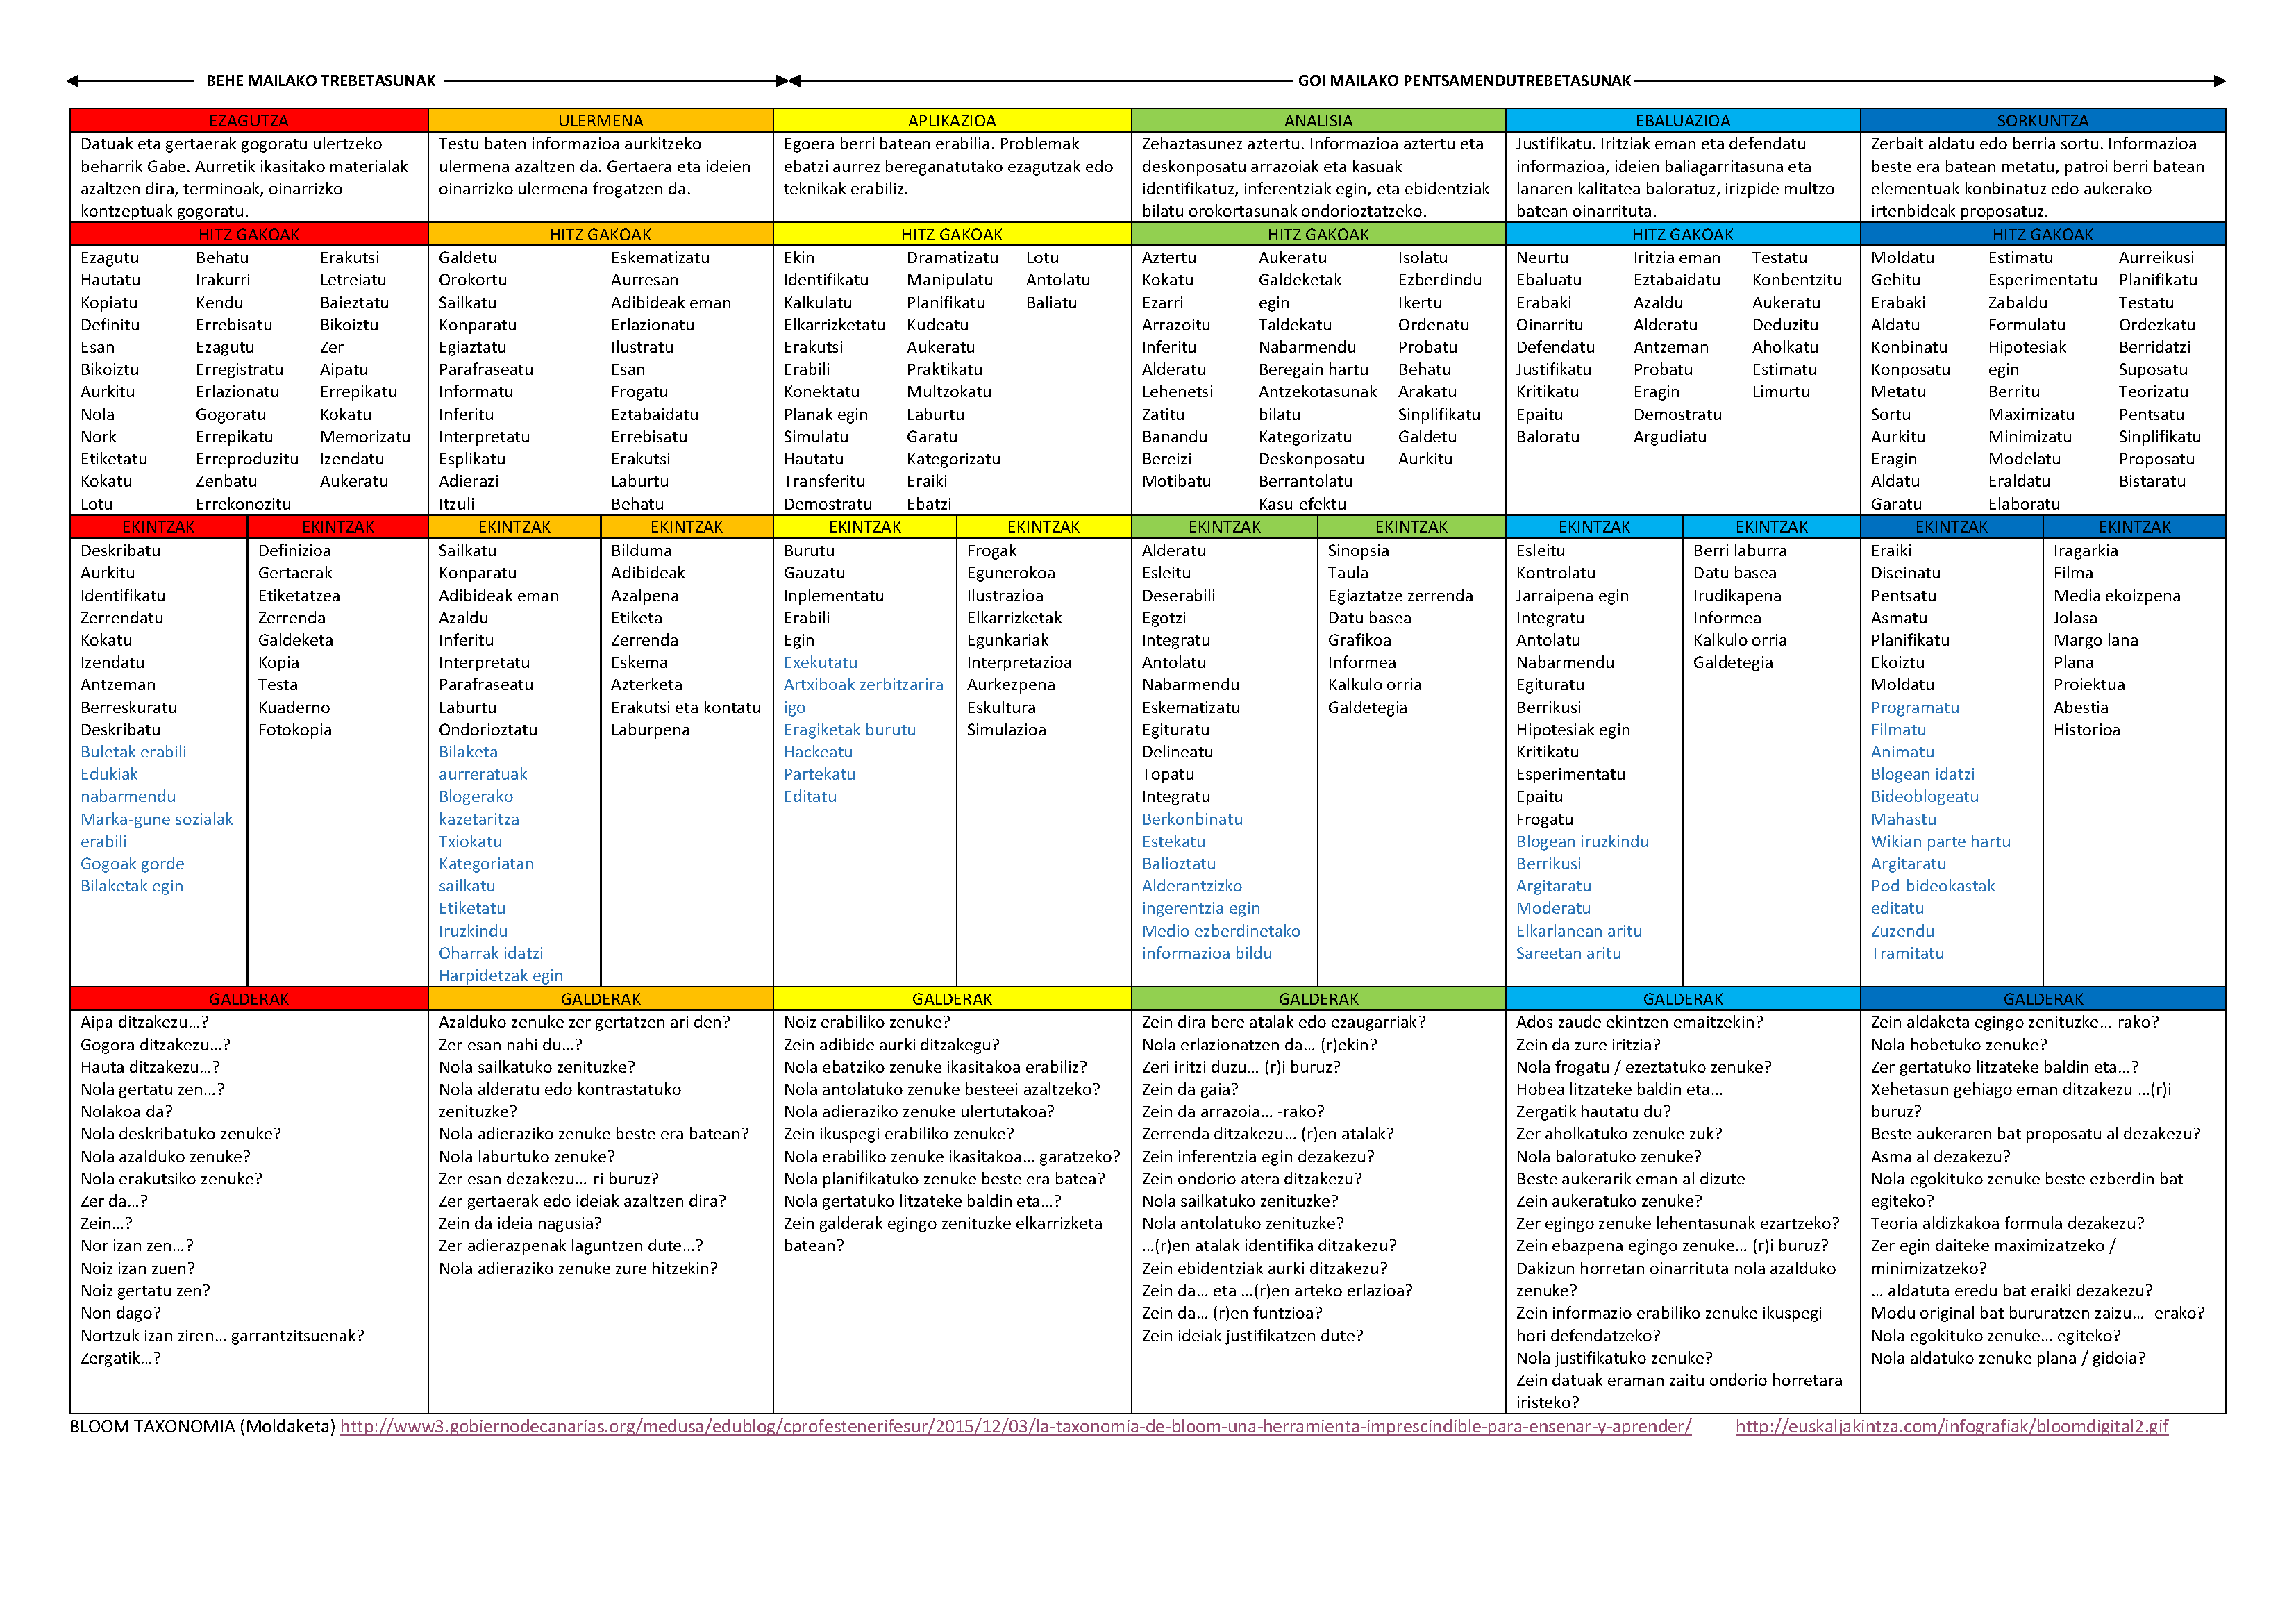 BEHE MAILAKO TREBETASUNAK
GOI MAILAKO PENTSAMENDUTREBETASUNAK
EZAGUTZA
Datuak eta gertaerak gogoratu ulertzeko
beharrik Gabe. Aurretik ikasitako materialak
azaltzen dira, terminoak, oinarrizko
kontzeptuak gogoratu.
ULERMENA
Testu baten informazioa aurkitzeko
ulermena azaltzen da. Gertaera eta ideien
oinarrizko ulermena frogatzen da.
APLIKAZIOA
Egoera berri batean erabilia. Problemak
ebatzi aurrez bereganatutako ezagutzak edo
teknikak erabiliz.
ANALISIA
Zehaztasunez aztertu. Informazioa aztertu eta
deskonposatu arrazoiak eta kasuak
identifikatuz, inferentziak egin, eta ebidentziak
bilatu orokortasunak ondorioztatzeko.
EBALUAZIOA
Justifikatu. Iritziak eman eta defendatu
informazioa, ideien baliagarritasuna eta
lanaren kalitatea baloratuz, irizpide multzo
batean oinarrituta.
SORKUNTZA
Zerbait aldatu edo berria sortu. Informazioa
beste era batean metatu, patroi berri batean
elementuak konbinatuz edo aukerako
irtenbideak proposatuz.
HITZ GAKOAK
Ezagutu
Hautatu
Kopiatu
Definitu
Esan
Bikoiztu
Aurkitu
Nola
Nork
Etiketatu
Kokatu
Lotu
Behatu
Irakurri
Kendu
Errebisatu
Ezagutu
Erregistratu
Erlazionatu
Gogoratu
Errepikatu
Erreproduzitu
Zenbatu
Errekonozitu
Erakutsi
Letreiatu
Baieztatu
Bikoiztu
Zer
Aipatu
Errepikatu
Kokatu
Memorizatu
Izendatu
Aukeratu
HITZ GAKOAK
Galdetu
Orokortu
Sailkatu
Konparatu
Egiaztatu
Parafraseatu
Informatu
Inferitu
Interpretatu
Esplikatu
Adierazi
Itzuli
Eskematizatu
Aurresan
Adibideak eman
Erlazionatu
Ilustratu
Esan
Frogatu
Eztabaidatu
Errebisatu
Erakutsi
Laburtu
Behatu
HITZ GAKOAK
Ekin
Identifikatu
Kalkulatu
Elkarrizketatu
Erakutsi
Erabili
Konektatu
Planak egin
Simulatu
Hautatu
Transferitu
Demostratu
Dramatizatu
Manipulatu
Planifikatu
Kudeatu
Aukeratu
Praktikatu
Multzokatu
Laburtu
Garatu
Kategorizatu
Eraiki
Ebatzi
Lotu
Antolatu
Baliatu
HITZ GAKOAK
Aztertu
Kokatu
Ezarri
Arrazoitu
Inferitu
Alderatu
Lehenetsi
Zatitu
Banandu
Bereizi
Motibatu
Aukeratu
Galdeketak
egin
Taldekatu
Nabarmendu
Beregain hartu
Antzekotasunak
bilatu
Kategorizatu
Deskonposatu
Berrantolatu
Kasu-efektu
Isolatu
Ezberdindu
Ikertu
Ordenatu
Probatu
Behatu
Arakatu
Sinplifikatu
Galdetu
Aurkitu
HITZ GAKOAK
Neurtu
Ebaluatu
Erabaki
Oinarritu
Defendatu
Justifikatu
Kritikatu
Epaitu
Baloratu
Iritzia eman
Eztabaidatu
Azaldu
Alderatu
Antzeman
Probatu
Eragin
Demostratu
Argudiatu
Testatu
Konbentzitu
Aukeratu
Deduzitu
Aholkatu
Estimatu
Limurtu
HITZ GAKOAK
Moldatu
Gehitu
Erabaki
Aldatu
Konbinatu
Konposatu
Metatu
Sortu
Aurkitu
Eragin
Aldatu
Garatu
Estimatu
Esperimentatu
Zabaldu
Formulatu
Hipotesiak
egin
Berritu
Maximizatu
Minimizatu
Modelatu
Eraldatu
Elaboratu
Aurreikusi
Planifikatu
Testatu
Ordezkatu
Berridatzi
Suposatu
Teorizatu
Pentsatu
Sinplifikatu
Proposatu
Bistaratu
EKINTZAK
Deskribatu
Aurkitu
Identifikatu
Zerrendatu
Kokatu
Izendatu
Antzeman
Berreskuratu
Deskribatu
Buletak erabili
Edukiak
nabarmendu
Marka-gune sozialak
erabili
Gogoak gorde
Bilaketak egin
EKINTZAK
Definizioa
Gertaerak
Etiketatzea
Zerrenda
Galdeketa
Kopia
Testa
Kuaderno
Fotokopia
EKINTZAK
Sailkatu
Konparatu
Adibideak eman
Azaldu
Inferitu
Interpretatu
Parafraseatu
Laburtu
Ondorioztatu
Bilaketa
aurreratuak
Blogerako
kazetaritza
Txiokatu
Kategoriatan
sailkatu
Etiketatu
Iruzkindu
Oharrak idatzi
Harpidetzak egin
EKINTZAK
Bilduma
Adibideak
Azalpena
Etiketa
Zerrenda
Eskema
Azterketa
Erakutsi eta kontatu
Laburpena
EKINTZAK
Burutu
Gauzatu
Inplementatu
Erabili
Egin
Exekutatu
Artxiboak zerbitzarira
igo
Eragiketak burutu
Hackeatu
Partekatu
Editatu
EKINTZAK
Frogak
Egunerokoa
Ilustrazioa
Elkarrizketak
Egunkariak
Interpretazioa
Aurkezpena
Eskultura
Simulazioa
EKINTZAK
Alderatu
Esleitu
Deserabili
Egotzi
Integratu
Antolatu
Nabarmendu
Eskematizatu
Egituratu
Delineatu
Topatu
Integratu
Berkonbinatu
Estekatu
Balioztatu
Alderantzizko
ingerentzia egin
Medio ezberdinetako
informazioa bildu
EKINTZAK
Sinopsia
Taula
Egiaztatze zerrenda
Datu basea
Grafikoa
Informea
Kalkulo orria
Galdetegia
EKINTZAK
Esleitu
Kontrolatu
Jarraipena egin
Integratu
Antolatu
Nabarmendu
Egituratu
Berrikusi
Hipotesiak egin
Kritikatu
Esperimentatu
Epaitu
Frogatu
Blogean iruzkindu
Berrikusi
Argitaratu
Moderatu
Elkarlanean aritu
Sareetan aritu
EKINTZAK
Berri laburra
Datu basea
Irudikapena
Informea
Kalkulo orria
Galdetegia
EKINTZAK
Eraiki
Diseinatu
Pentsatu
Asmatu
Planifikatu
Ekoiztu
Moldatu
Programatu
Filmatu
Animatu
Blogean idatzi
Bideoblogeatu
Mahastu
Wikian parte hartu
Argitaratu
Pod-bideokastak
editatu
Zuzendu
Tramitatu
EKINTZAK
Iragarkia
Filma
Media ekoizpena
Jolasa
Margo lana
Plana
Proiektua
Abestia
Historioa
GALDERAK
Aipa ditzakezu...?
Gogora ditzakezu...?
Hauta ditzakezu...?
Nola gertatu zen...?
Nolakoa da?
Nola deskribatuko zenuke?
Nola azalduko zenuke?
Nola erakutsiko zenuke?
Zer da...?
Zein...?
Nor izan zen...?
Noiz izan zuen?
Noiz gertatu zen?
Non dago?
Nortzuk izan ziren... garrantzitsuenak?
Zergatik...?
GALDERAK
Azalduko zenuke zer gertatzen ari den?
Zer esan nahi du...?
Nola sailkatuko zenituzke?
Nola alderatu edo kontrastatuko
zenituzke?
Nola adieraziko zenuke beste era batean?
Nola laburtuko zenuke?
Zer esan dezakezu...-ri buruz?
Zer gertaerak edo ideiak azaltzen dira?
Zein da ideia nagusia?
Zer adierazpenak laguntzen dute...?
Nola adieraziko zenuke zure hitzekin?
GALDERAK
Noiz erabiliko zenuke?
Zein adibide aurki ditzakegu?
Nola ebatziko zenuke ikasitakoa erabiliz?
Nola antolatuko zenuke besteei azaltzeko?
Nola adieraziko zenuke ulertutakoa?
Zein ikuspegi erabiliko zenuke?
Nola erabiliko zenuke ikasitakoa... garatzeko?
Nola planifikatuko zenuke beste era batea?
Nola gertatuko litzateke baldin eta...?
Zein galderak egingo zenituzke elkarrizketa
batean?
GALDERAK
Zein dira bere atalak edo ezaugarriak?
Nola erlazionatzen da... (r)ekin?
Zeri iritzi duzu... (r)i buruz?
Zein da gaia?
Zein da arrazoia... -rako?
Zerrenda ditzakezu... (r)en atalak?
Zein inferentzia egin dezakezu?
Zein ondorio atera ditzakezu?
Nola sailkatuko zenituzke?
Nola antolatuko zenituzke?
...(r)en atalak identifika ditzakezu?
Zein ebidentziak aurki ditzakezu?
Zein da... eta ...(r)en arteko erlazioa?
Zein da... (r)en funtzioa?
Zein ideiak justifikatzen dute?
GALDERAK
Ados zaude ekintzen emaitzekin?
Zein da zure iritzia?
Nola frogatu / ezeztatuko zenuke?
Hobea litzateke baldin eta...
Zergatik hautatu du?
Zer aholkatuko zenuke zuk?
Nola baloratuko zenuke?
Beste aukerarik eman al dizute
Zein aukeratuko zenuke?
Zer egingo zenuke lehentasunak ezartzeko?
Zein ebazpena egingo zenuke... (r)i buruz?
Dakizun horretan oinarrituta nola azalduko
zenuke?
Zein informazio erabiliko zenuke ikuspegi
hori defendatzeko?
Nola justifikatuko zenuke?
Zein datuak eraman zaitu ondorio horretara
iristeko?
GALDERAK
Zein aldaketa egingo zenituzke...-rako?
Nola hobetuko zenuke?
Zer gertatuko litzateke baldin eta...?
Xehetasun gehiago eman ditzakezu ...(r)i
buruz?
Beste aukeraren bat proposatu al dezakezu?
Asma al dezakezu?
Nola egokituko zenuke beste ezberdin bat
egiteko?
Teoria aldizkakoa formula dezakezu?
Zer egin daiteke maximizatzeko /
minimizatzeko?
... aldatuta eredu bat eraiki dezakezu?
Modu original bat bururatzen zaizu... -erako?
Nola egokituko zenuke... egiteko?
Nola aldatuko zenuke plana / gidoia?
BLOOM TAXONOMIA (Moldaketa) http://www3.gobiernodecanarias.org/medusa/edublog/cprofestenerifesur/2015/12/03/la-taxonomia-de-bloom-una-herramienta-imprescindible-para-ensenar-y-aprender/ http://euskaljakintza.com/infografiak/bloomdigital2.gif